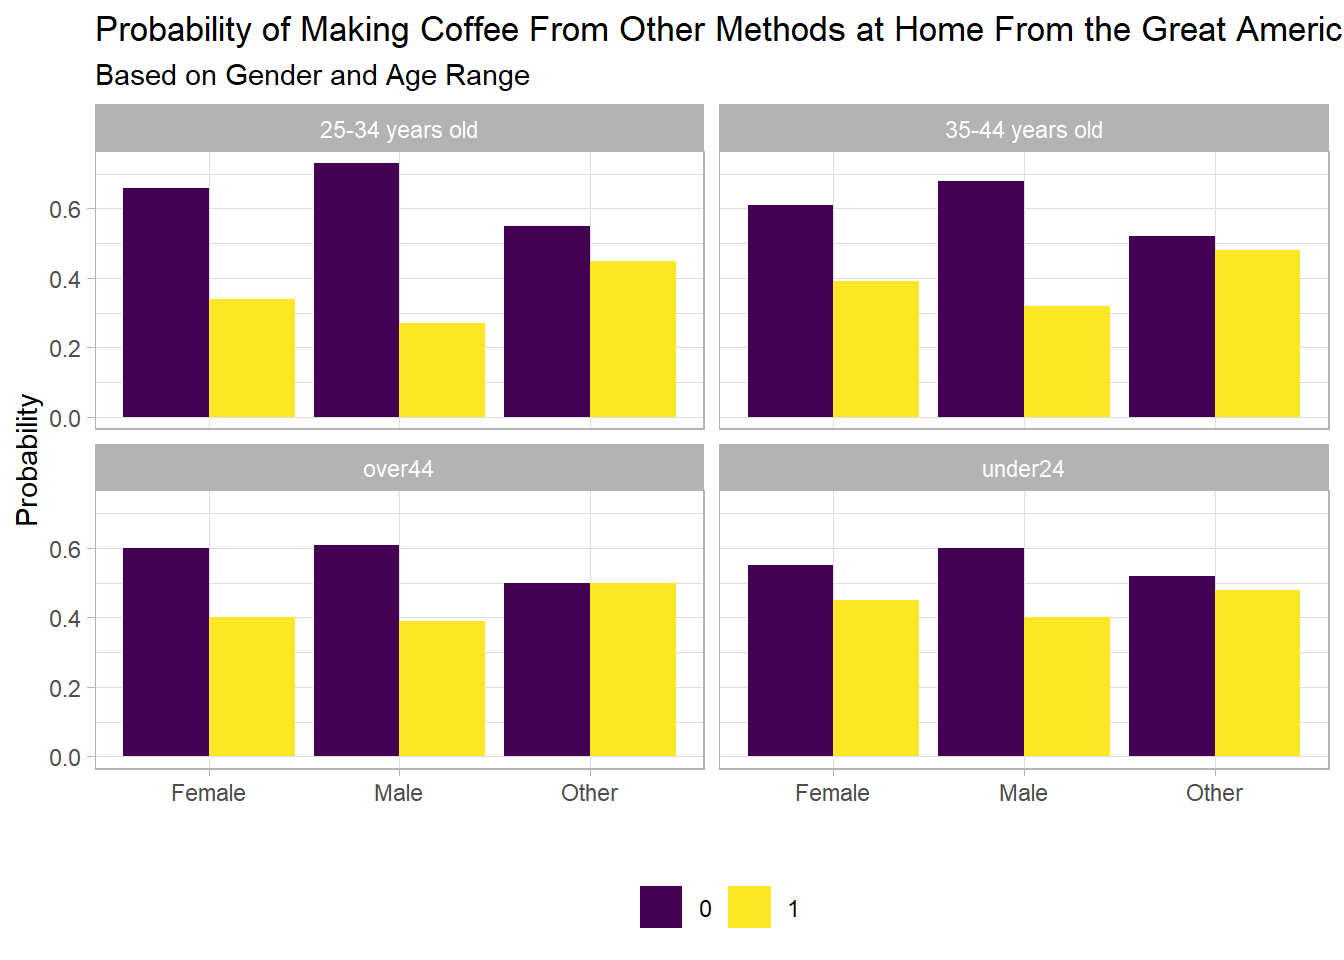 Probability of Making Coffee From Other Methods at Home From the Great Americ
Based on Gender and Age Range
25-34 years old
35-44 years old
0.6
0.4
0.2
0.0
Probability
over44
under24
0.6
0.4
0.2
0.0
Female Male Other Female Male Other
0 1